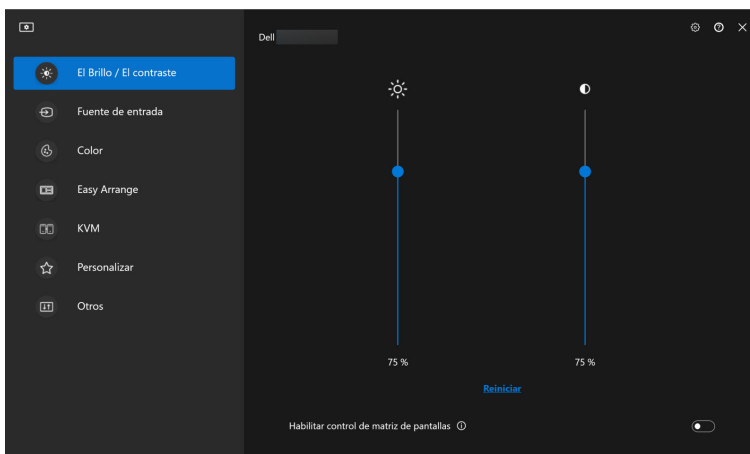 Dell
El Brillo / El contraste
Fuente de entrada
Color
Easy Arrange
KVM
Personalizar
Otros
75 %
75 %
Reiniciar
Habilitar control de matriz de pantallas